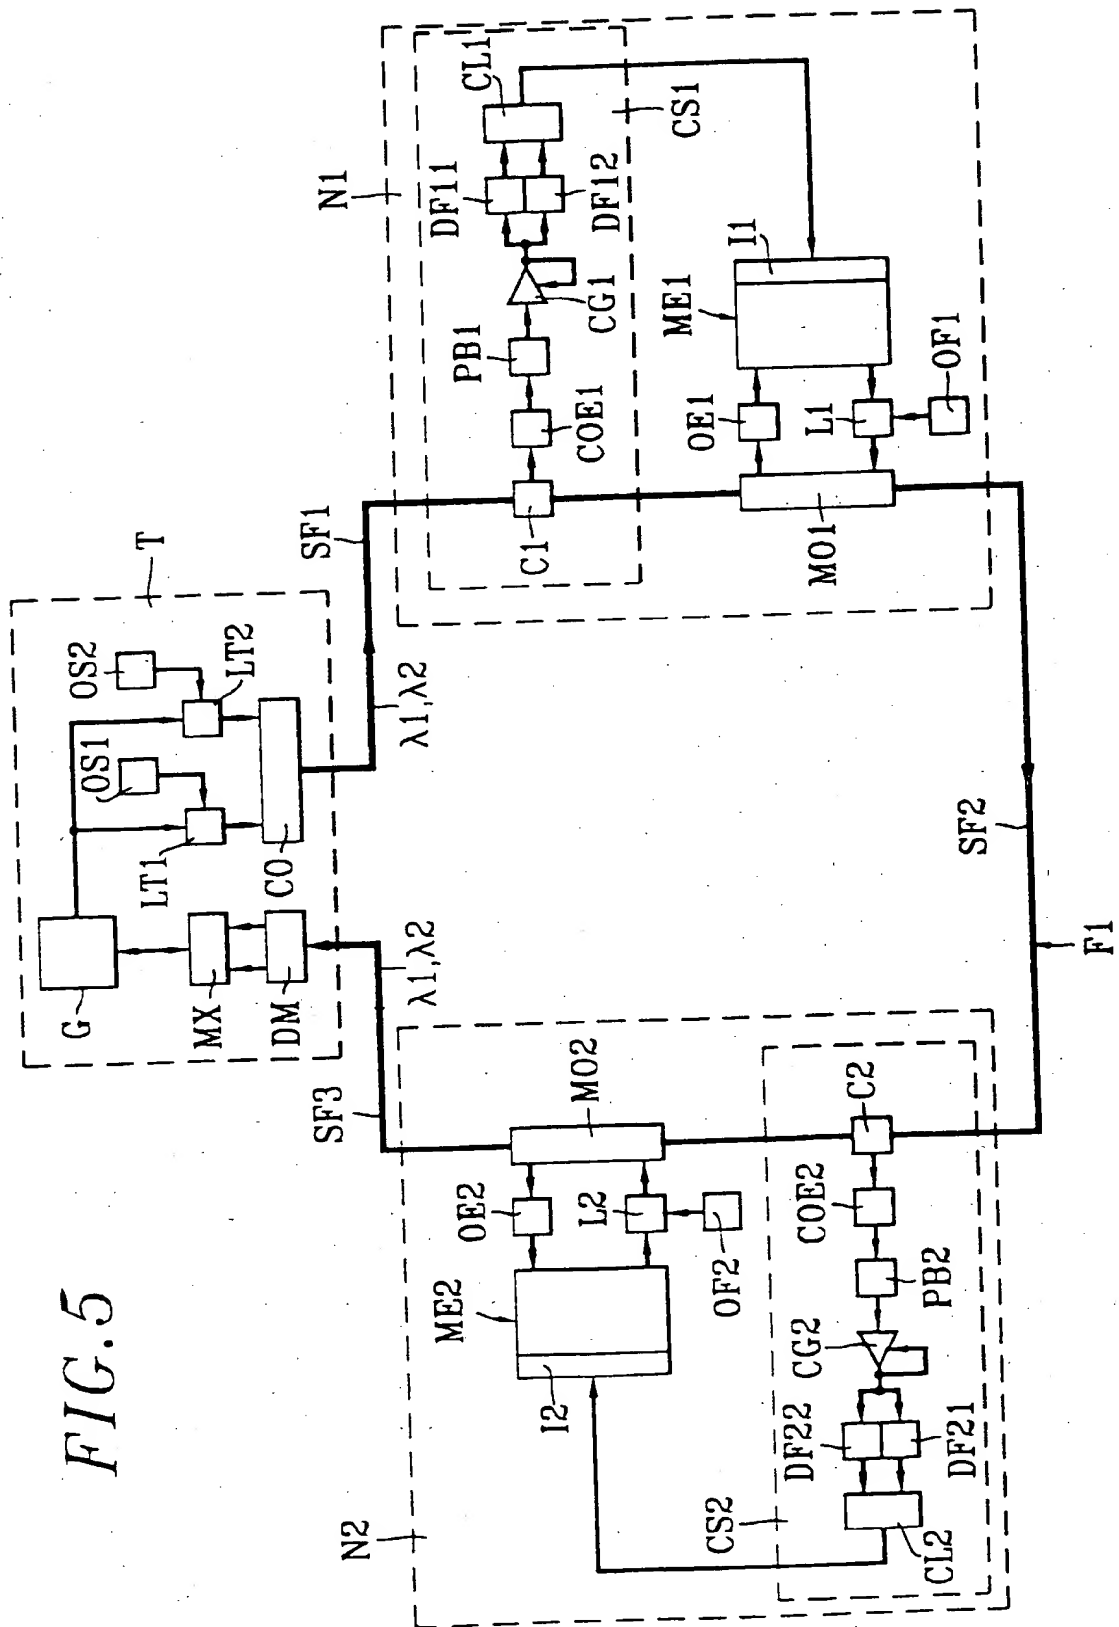 FIG.5
G
MX
DM
LT1
OS1
OS2
LT2
CO
T
SF3
λ1,λ2
λ1,λ2
SF1
N1
C1
COE1
PB1
CG1
DF11
DF12
CL1
CS1
MO1
OE1
L1
OF1
ME1
I1
SF2
F1
N2
MO2
OE2
L2
OF2
ME2
I2
CS2
C2
COE2
PB2
CG2
DF22
DF21
CL2